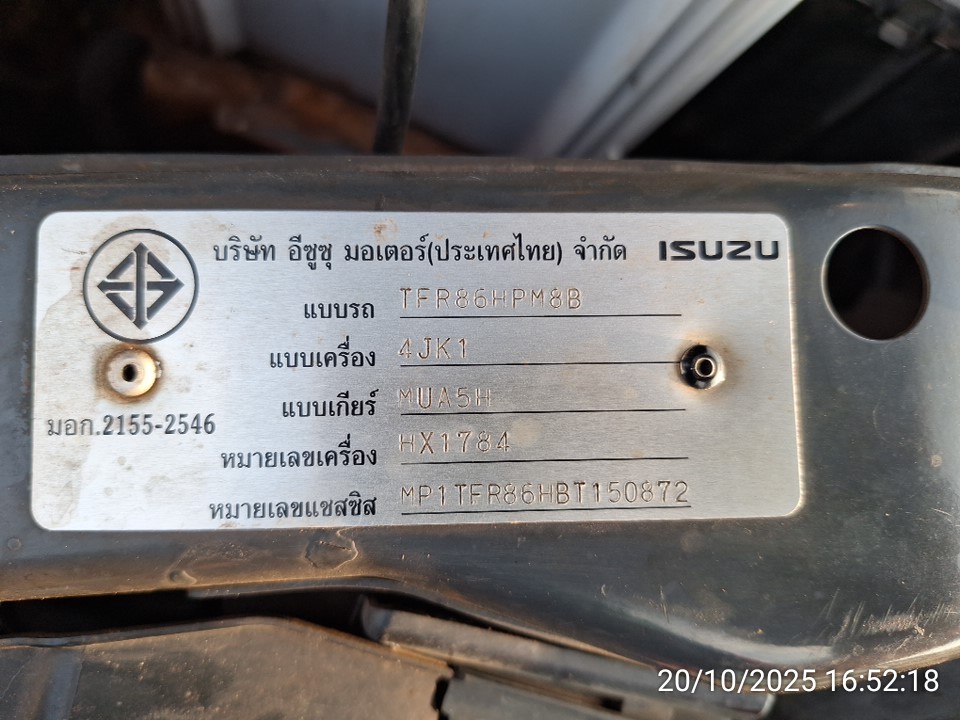 บริษัท อีซูซุ มอเตอร์(ประเทศไทย) จำกัด ISUZU
แบบรถ TFR86HPM8B
แบบเครื่อง 4JK1
แบบเกียร์ MUA5H
มอก.2155-2546
หมายเลขเครื่อง HX1784
หมายเลขแชสซิส MP1TFR86HBT150872
20/10/2025 16:52:18